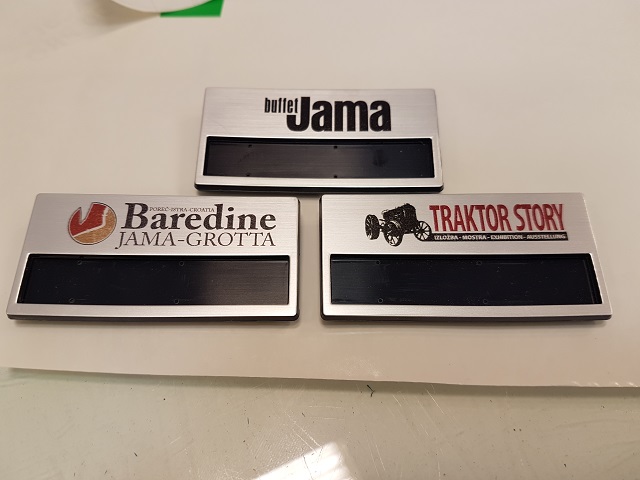 buffet Jama
POREČ-ISTRA-CROATIA
Baredine
JAMA-GROTTA
TRAKTOR STORY
IZLOŽBA - MOSTRA - EXHIBITION - AUSSTELLUNG